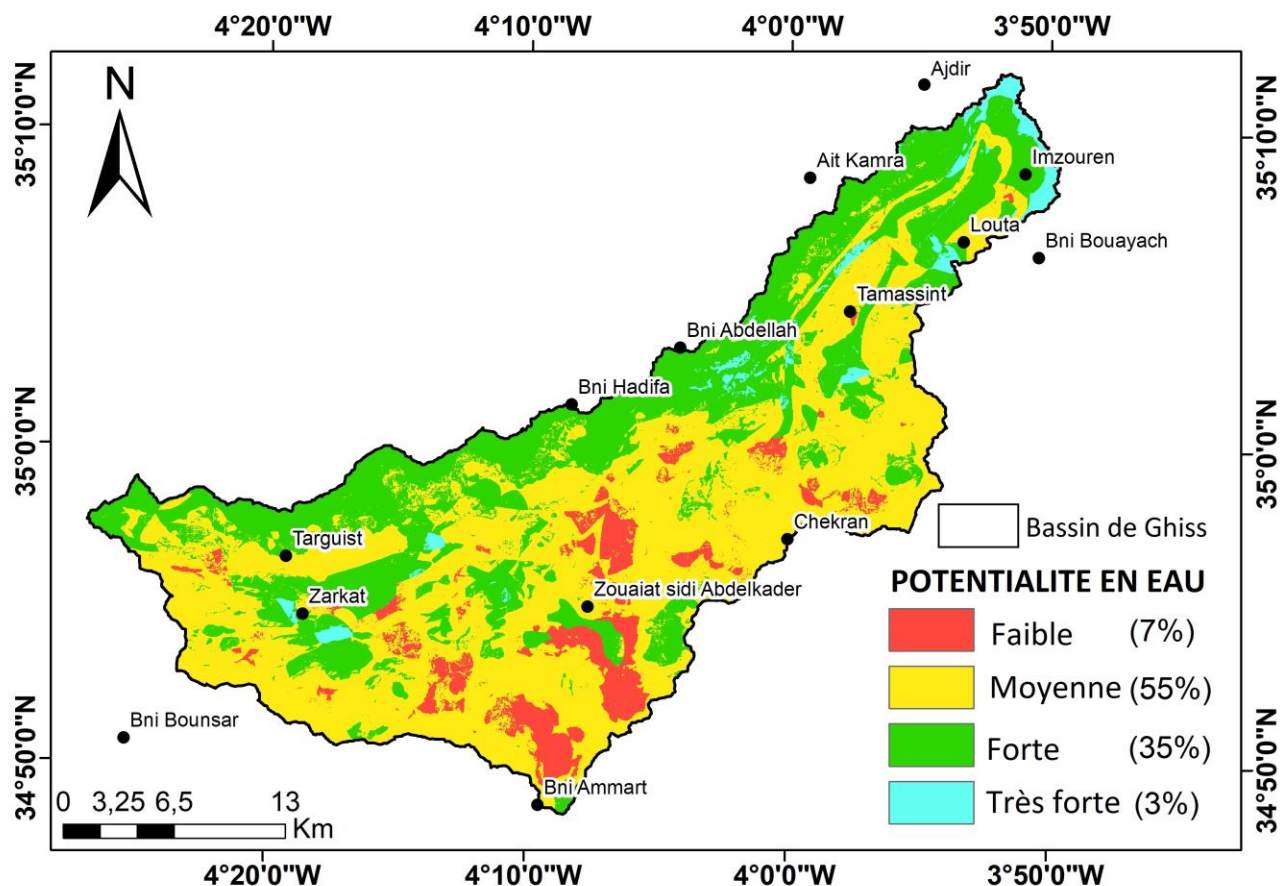 4°20'0"W 4°10'0"W 4°0'0"W 3°50'0"W
N
35°10'0"N
35°10'0"N
Ajdir
Ait Kamra
Imzouren
Louta
Bni Bouayach
Tamassint
Bni Abdellah
Bni Hadifa
35°0'0"N
35°0'0"N
Chekran
Targuist
Zarkat
Zouaiat sidi Abdelkader
Bni Bounsar
Bni Ammart
34°50'0"N
34°50'0"N
Bassin de Ghiss
POTENTIALITE EN EAU
Faible (7%)
Moyenne (55%)
Forte (35%)
Très forte (3%)
0 3,25 6,5 13
Km
4°20'0"W 4°10'0"W 4°0'0"W 3°50'0"W